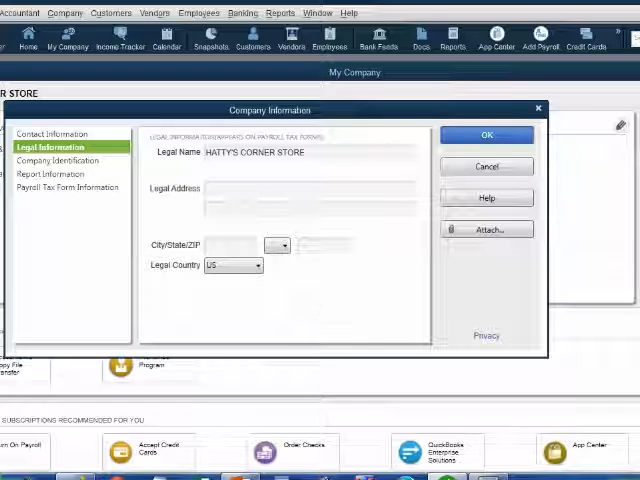 Accountant Company Customers Vendors Employees Banking Reports Window Help
Home My Company Income Tracker Calendar Snapshots Customers Vendors Employees Bank Feeds Docs Reports App Center Add Payroll Credit Cards
My Company
R STORE
Company Information
Contact Information
Legal Information
Company Identification
Report Information
Payroll Tax Form Information
LEGAL INFORMATION (APPEARS ON PAYROLL TAX FORMS)
Legal Name HATTY'S CORNER STORE
Legal Address
City/State/ZIP
Legal Country US
OK
Cancel
Help
Attach...
Privacy
opy File
ansfer
Program
SUBSCRIPTIONS RECOMMENDED FOR YOU
urn On Payroll
Accept Credit
Cards
Order Checks
QuickBooks
Enterprise
Solutions
App Center